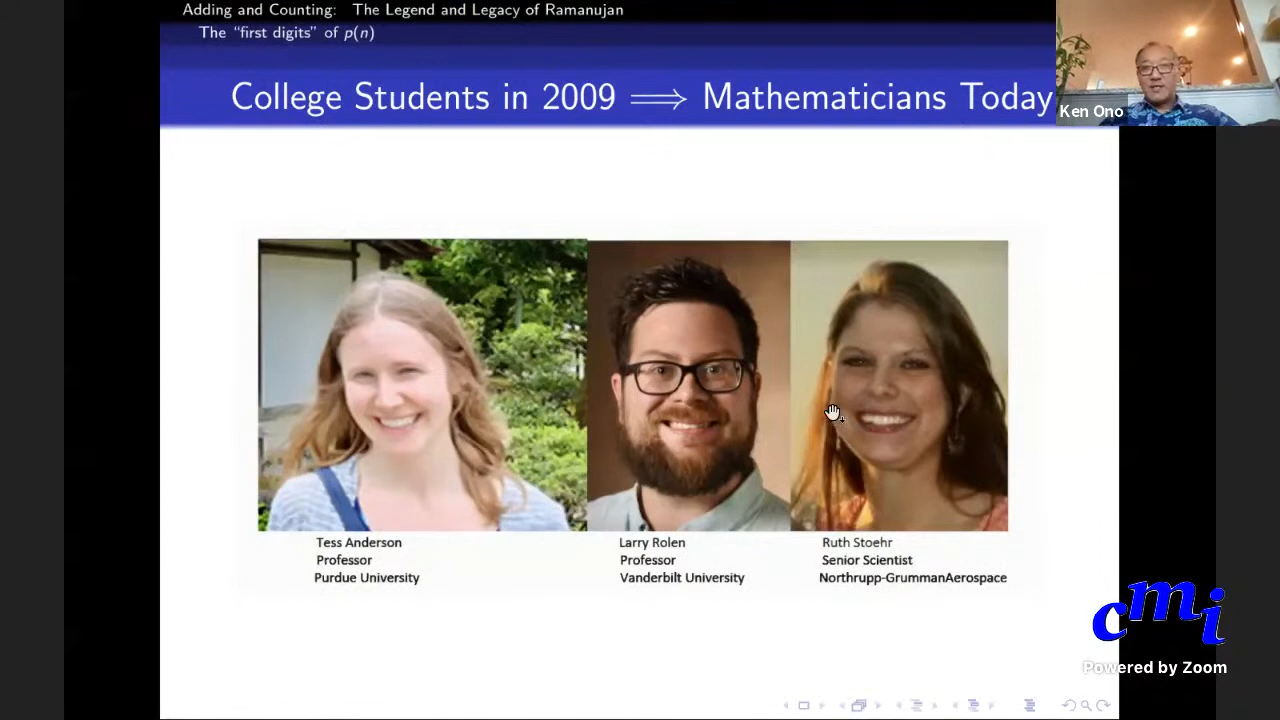 Adding and Counting: The Legend and Legacy of Ramanujan
The "first digits" of p(n)
College Students in 2009 ⟹ Mathematicians Today
Ken Ono
Tess Anderson
Professor
Purdue University
Larry Rolen
Professor
Vanderbilt University
Ruth Stoehr
Senior Scientist
Northrupp-GrummanAerospace
cmi
Powered by Zoom